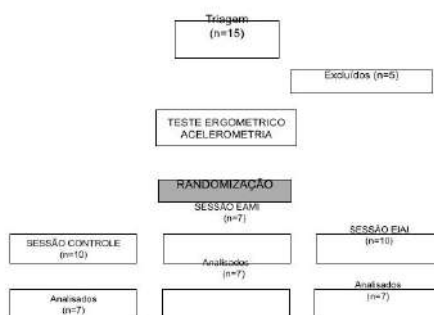 Triagem
(n=15)
Excluídos (n=5)
TESTE ERGOMETRICO
ACELEROMETRIA
RANDOMIZAÇÃO
SESSÃO EAMI
(n=7)
SESSÃO CONTROLE
(n=10)
SESSÃO EIAI
(n=10)
Analisados
(n=7)
Analisados
(n=7)
Analisados
(n=7)